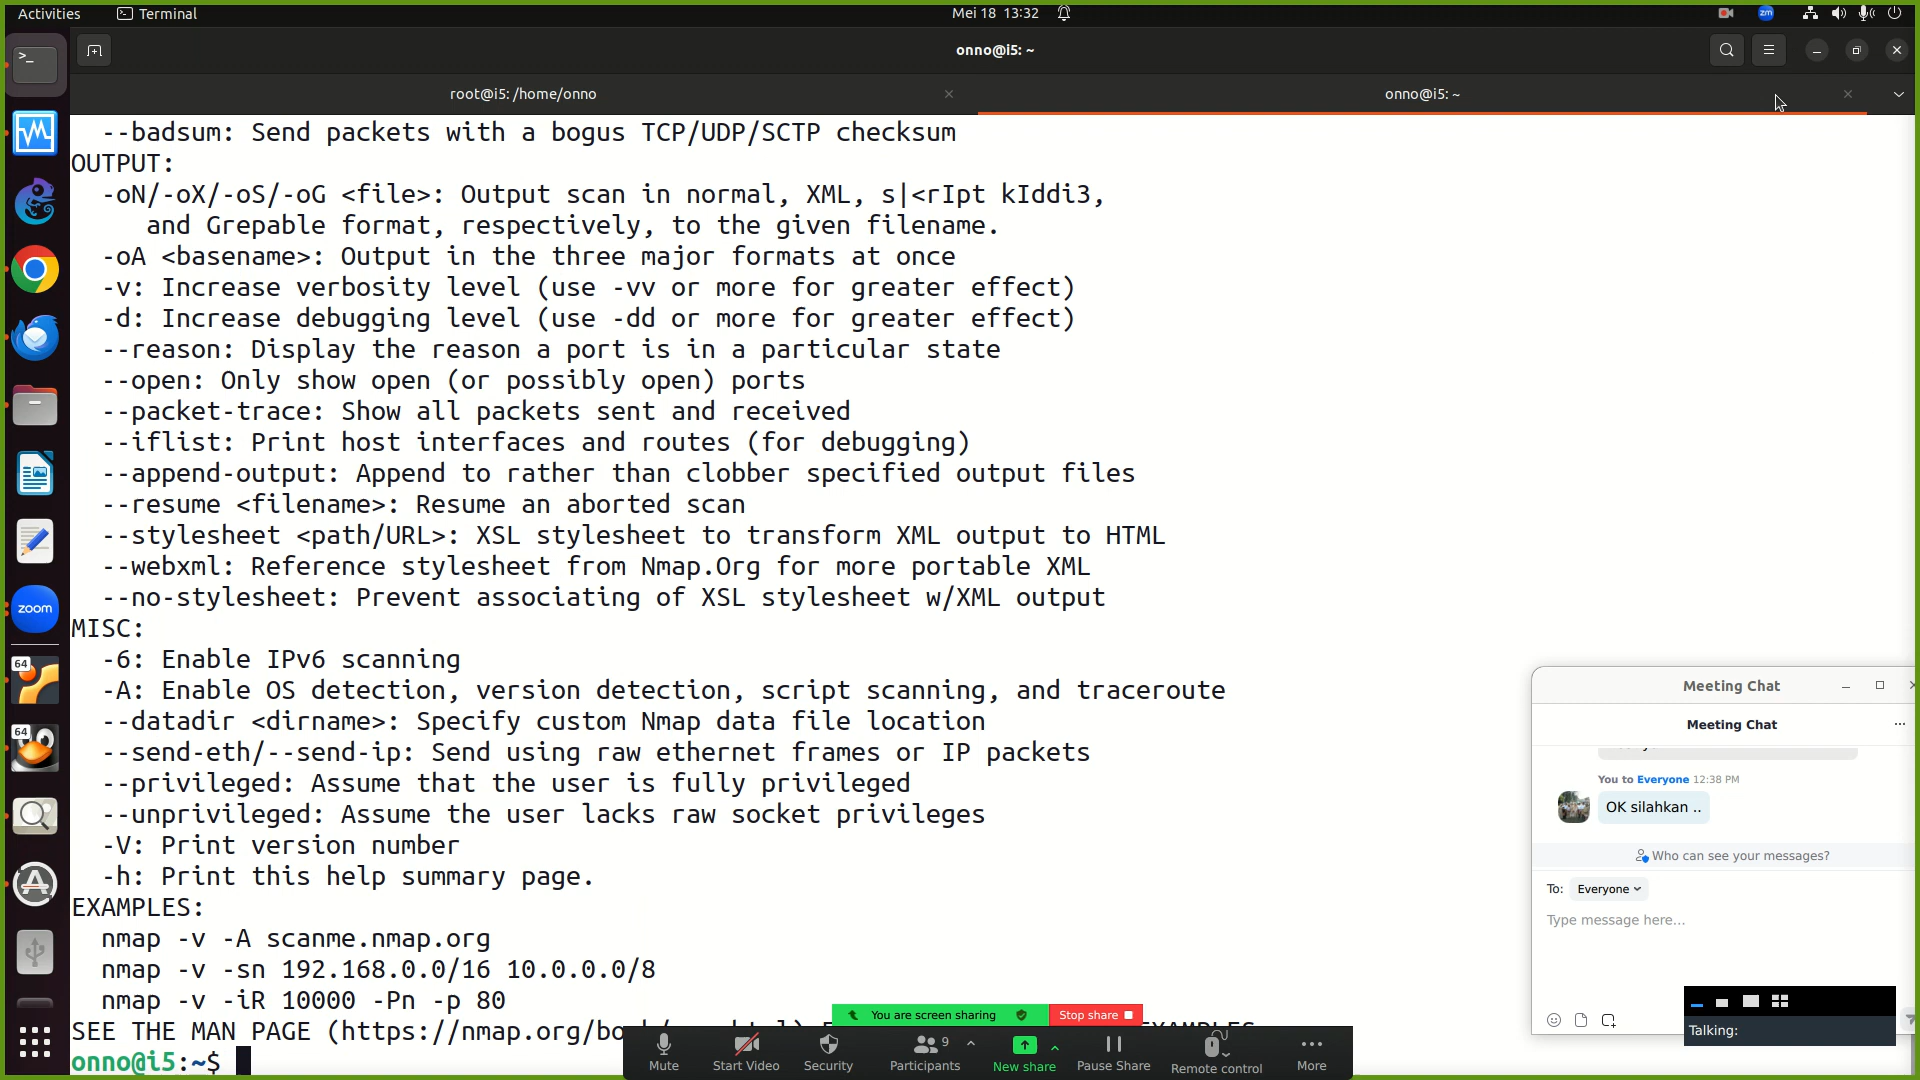 Activities
Terminal
Mei 18 13:32
zm
onno@i5: ~
root@i5: /home/onno
onno@i5: ~
--badsum: Send packets with a bogus TCP/UDP/SCTP checksum
OUTPUT:
-oN/-oX/-oS/-oG <file>: Output scan in normal, XML, s|<rIpt kIddi3,
and Grepable format, respectively, to the given filename.
-oA <basename>: Output in the three major formats at once
-v: Increase verbosity level (use -vv or more for greater effect)
-d: Increase debugging level (use -dd or more for greater effect)
--reason: Display the reason a port is in a particular state
--open: Only show open (or possibly open) ports
--packet-trace: Show all packets sent and received
--iflist: Print host interfaces and routes (for debugging)
--append-output: Append to rather than clobber specified output files
--resume <filename>: Resume an aborted scan
--stylesheet <path/URL>: XSL stylesheet to transform XML output to HTML
--webxml: Reference stylesheet from Nmap.Org for more portable XML
--no-stylesheet: Prevent associating of XSL stylesheet w/XML output
MISC:
-6: Enable IPv6 scanning
-A: Enable OS detection, version detection, script scanning, and traceroute
--datadir <dirname>: Specify custom Nmap data file location
--send-eth/--send-ip: Send using raw ethernet frames or IP packets
--privileged: Assume that the user is fully privileged
--unprivileged: Assume the user lacks raw socket privileges
-V: Print version number
-h: Print this help summary page.
EXAMPLES:
nmap -v -A scanme.nmap.org
nmap -v -sn 192.168.0.0/16 10.0.0.0/8
nmap -v -iR 10000 -Pn -p 80
SEE THE MAN PAGE (https://nmap.org/bo
onno@i5:~$
zoom
64
64
Meeting Chat
Meeting Chat
You to Everyone 12:38 PM
OK silahkan ..
Who can see your messages?
To: Everyone
Type message here...
Talking:
You are screen sharing
Stop share
Mute
Start Video
Security
Participants
9
New share
Pause Share
Remote control
More